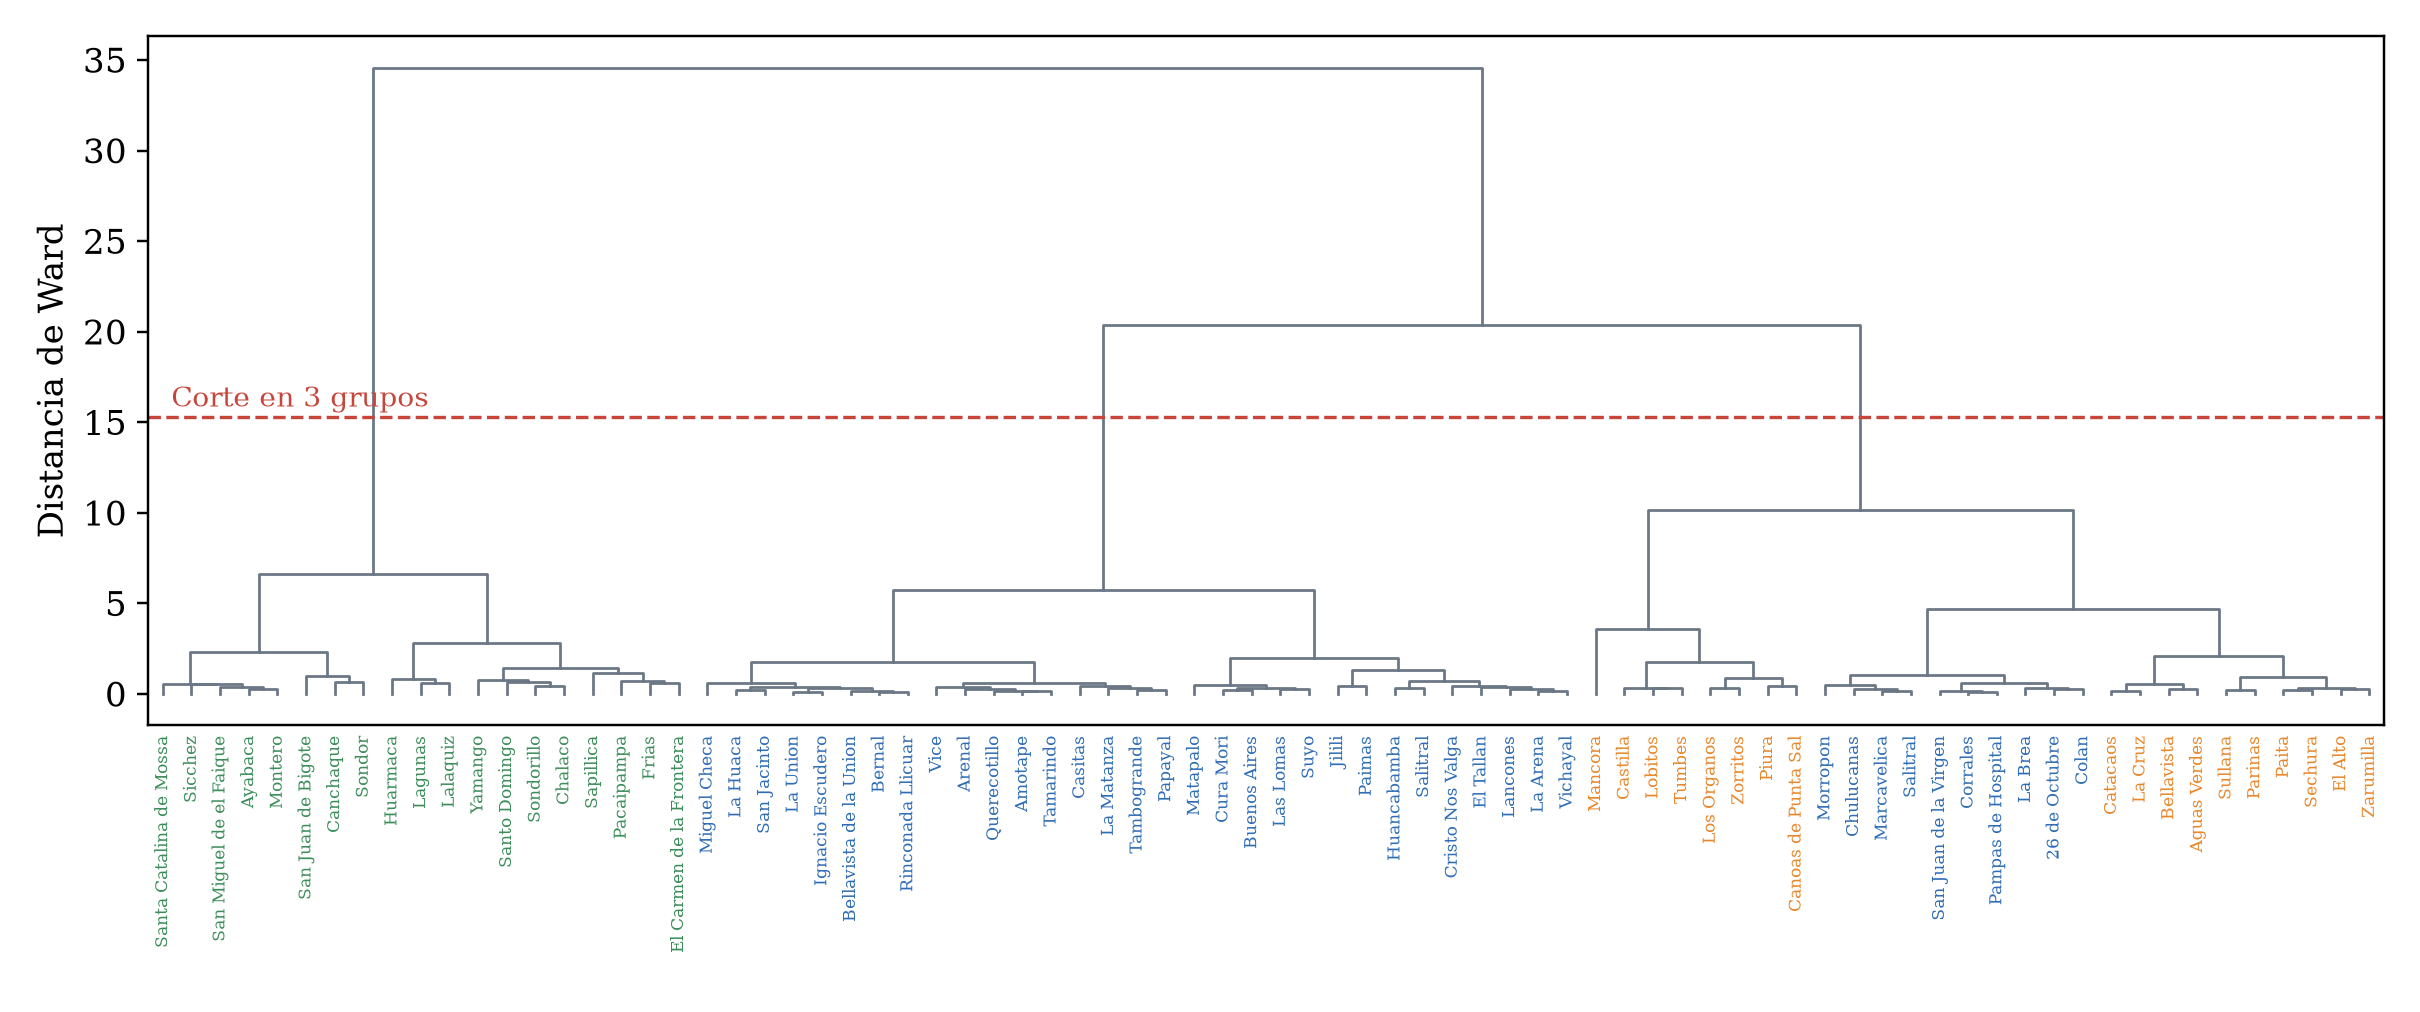 35
30
25
20
15
10
5
0
Distancia de Ward
Corte en 3 grupos
Santa Catalina de Mossa
Sicchez
San Miguel de el Faique
Ayabaca
Montero
San Juan de Bigote
Canchaque
Sondor
Huarmaca
Lagunas
Lalaquiz
Yamango
Santo Domingo
Sondorillo
Chalaco
Sapillica
Pacaipampa
Frias
El Carmen de la Frontera
Miguel Checa
La Huaca
San Jacinto
La Union
Ignacio Escudero
Bellavista de la Union
Bernal
Rinconada Llicuar
Vice
Arenal
Querecotillo
Amotape
Tamarindo
Casitas
La Matanza
Tambogrande
Papayal
Matapalo
Cura Mori
Buenos Aires
Las Lomas
Suyo
Jilili
Paimas
Huancabamba
Salitral
Cristo Nos Valga
El Tallan
Lancones
La Arena
Vichayal
Mancora
Castilla
Lobitos
Tumbes
Los Organos
Zorritos
Piura
Canoas de Punta Sal
Morropon
Chulucanas
Marcavelica
Salitral
San Juan de la Virgen
Corrales
Pampas de Hospital
La Brea
26 de Octubre
Colan
Catacaos
La Cruz
Bellavista
Aguas Verdes
Sullana
Parinas
Paita
Sechura
El Alto
Zarumilla